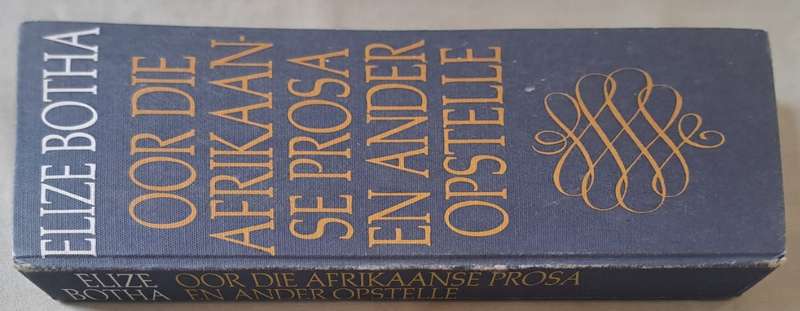 ELIZE BOTHA
OOR DIE
AFRIKAAN-
SE PROSA
EN ANDER
OPSTELLE
ELIZE
BOTHA
OOR DIE AFRIKAANSE PROSA
EN ANDER OPSTELLE